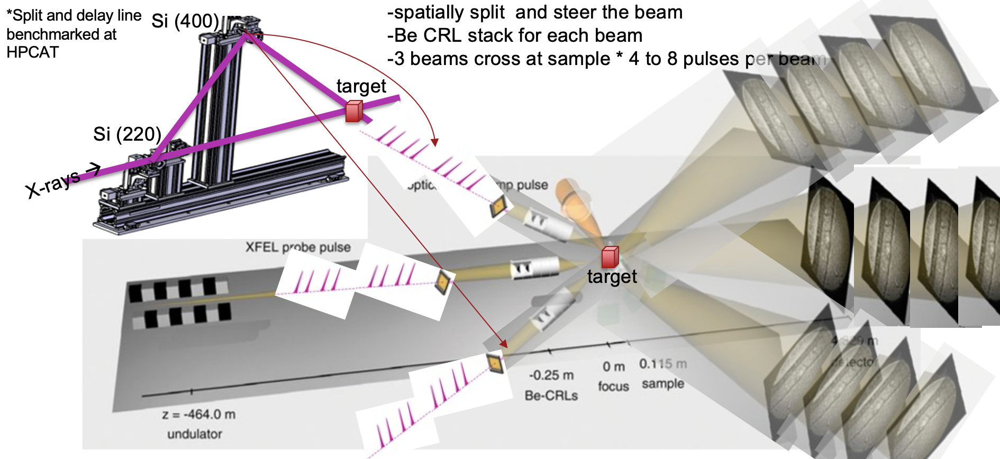 *Split and delay line
benchmarked at
HPCAT
Si (400)
-spatially split  and steer the beam
-Be CRL stack for each beam
-3 beams cross at sample * 4 to 8 pulses per beam
target
Si (220)
X-rays →
mp pulse
XFEL probe pulse
target
z = -464.0 m
undulator
-0.25 m
Be-CRLs
0 m
focus
0.115 m
sample
m